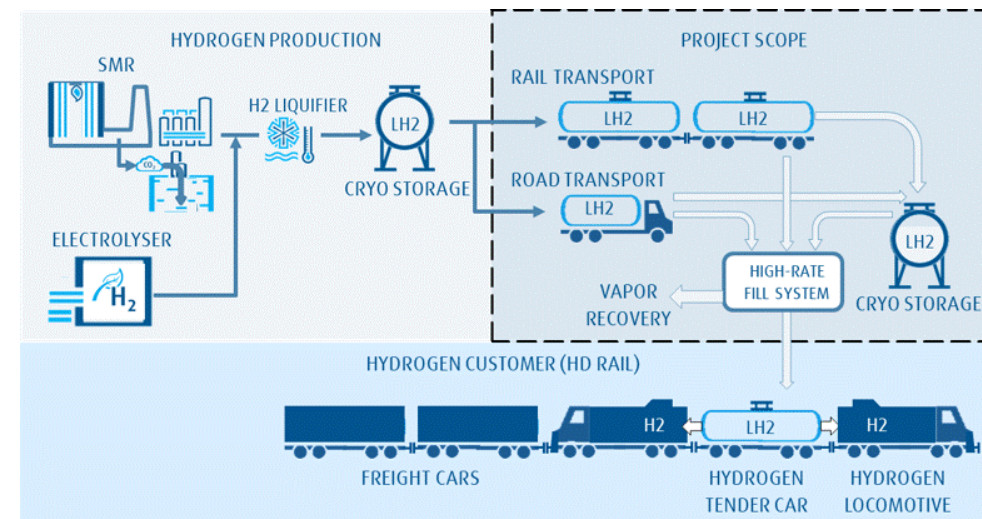 HYDROGEN PRODUCTION
SMR
CO₂
H2 LIQUIFIER
LH2
CRYO STORAGE
ELECTROLYSER
H₂
PROJECT SCOPE
RAIL TRANSPORT
LH2
LH2
ROAD TRANSPORT
LH2
LH2
CRYO STORAGE
HIGH-RATE
FILL SYSTEM
VAPOR
RECOVERY
HYDROGEN CUSTOMER (HD RAIL)
H2
LH2
H2
FREIGHT CARS
HYDROGEN
TENDER CAR
HYDROGEN
LOCOMOTIVE